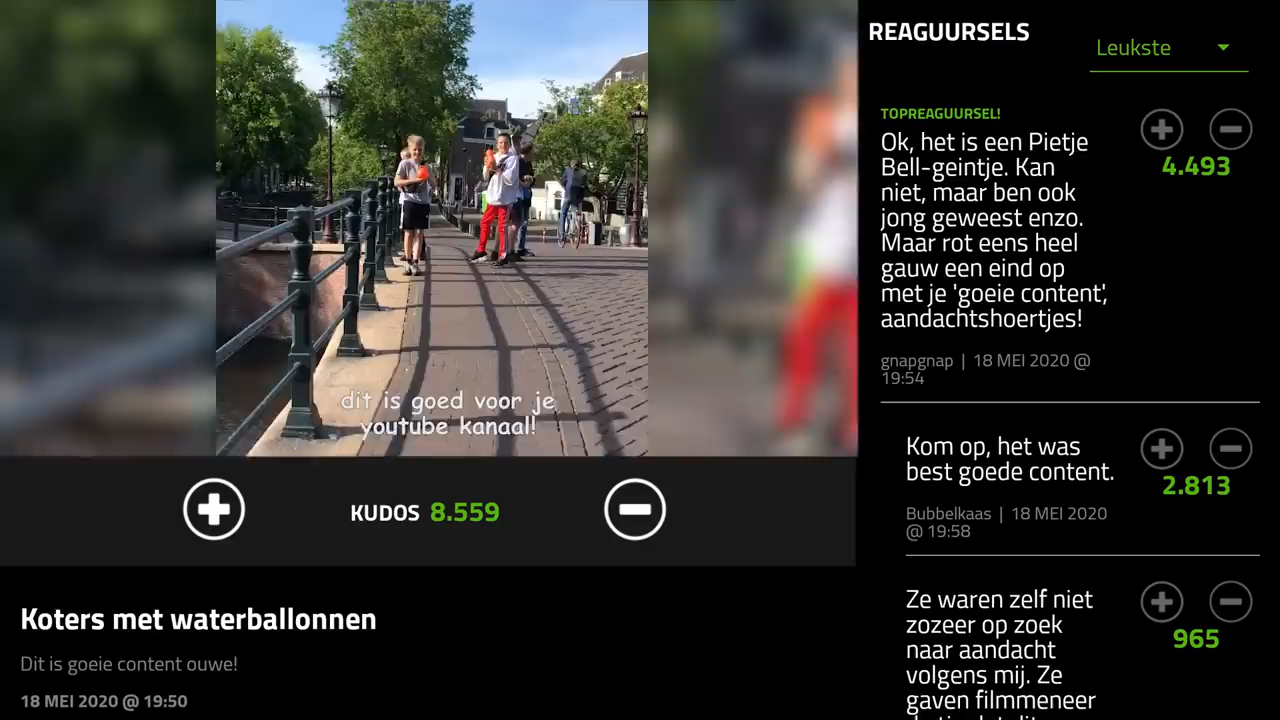 REAGUURSELS
Leukste
TOPREAGUURSEL!
Ok, het is een Pietje
Bell-geintje. Kan
niet, maar ben ook
jong geweest enzo.
Maar rot eens heel
gauw een eind op
met je 'goeie content',
aandachtshoertjes!
4.493
gnapgnap | 18 MEI 2020 @
19:54
Kom op, het was
best goede content.
2.813
Bubbelkaas | 18 MEI 2020
@ 19:58
Ze waren zelf niet
zozeer op zoek
naar aandacht
volgens mij. Ze
gaven filmmeneer
965
dit is goed voor je
youtube kanaal!
KUDOS 8.559
Koters met waterballonnen
Dit is goeie content ouwe!
18 MEI 2020 @ 19:50